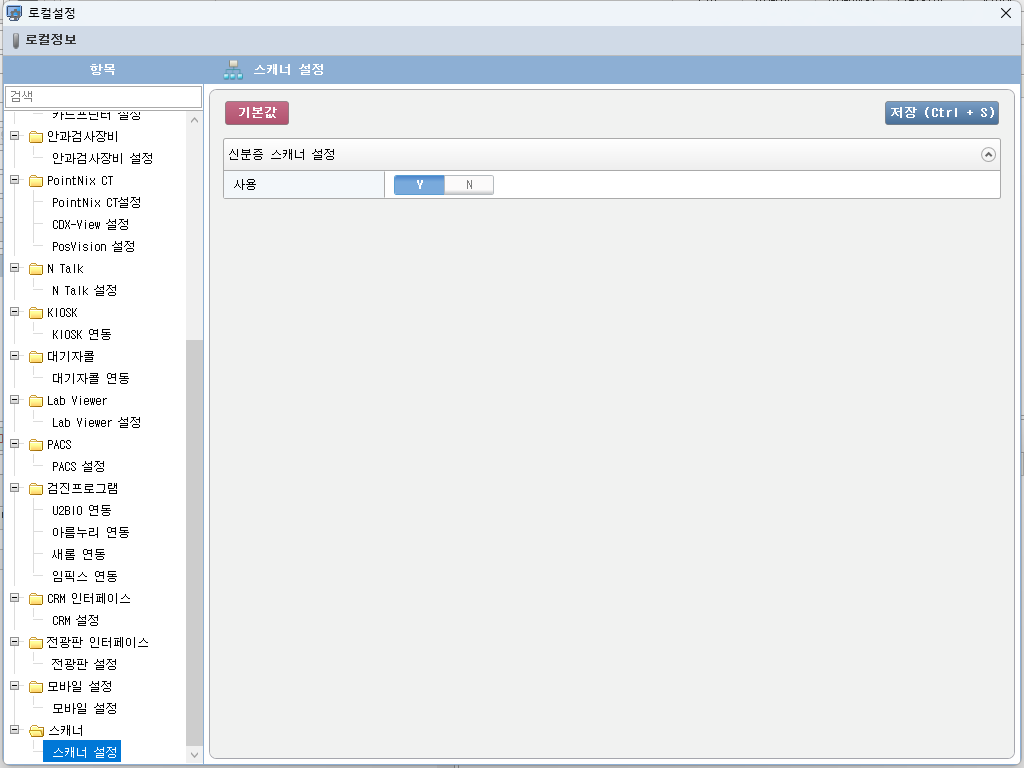 로컬설정
로컬정보
항목
스캐너 설정
검색
기본값
저장 (Ctrl + S)
신분증 스캐너 설정
사용
Y
N
카드프린터 설정
안과검사장비
안과검사장비 설정
PointNix CT
PointNix CT설정
CDX-View 설정
PosVision 설정
N Talk
N Talk 설정
KIOSK
KIOSK 연동
대기자콜
대기자콜 연동
Lab Viewer
Lab Viewer 설정
PACS
PACS 설정
검진프로그램
U2BIO 연동
아름누리 연동
새롬 연동
임픽스 연동
CRM 인터페이스
CRM 설정
전광판 인터페이스
전광판 설정
모바일 설정
모바일 설정
스캐너
스캐너 설정